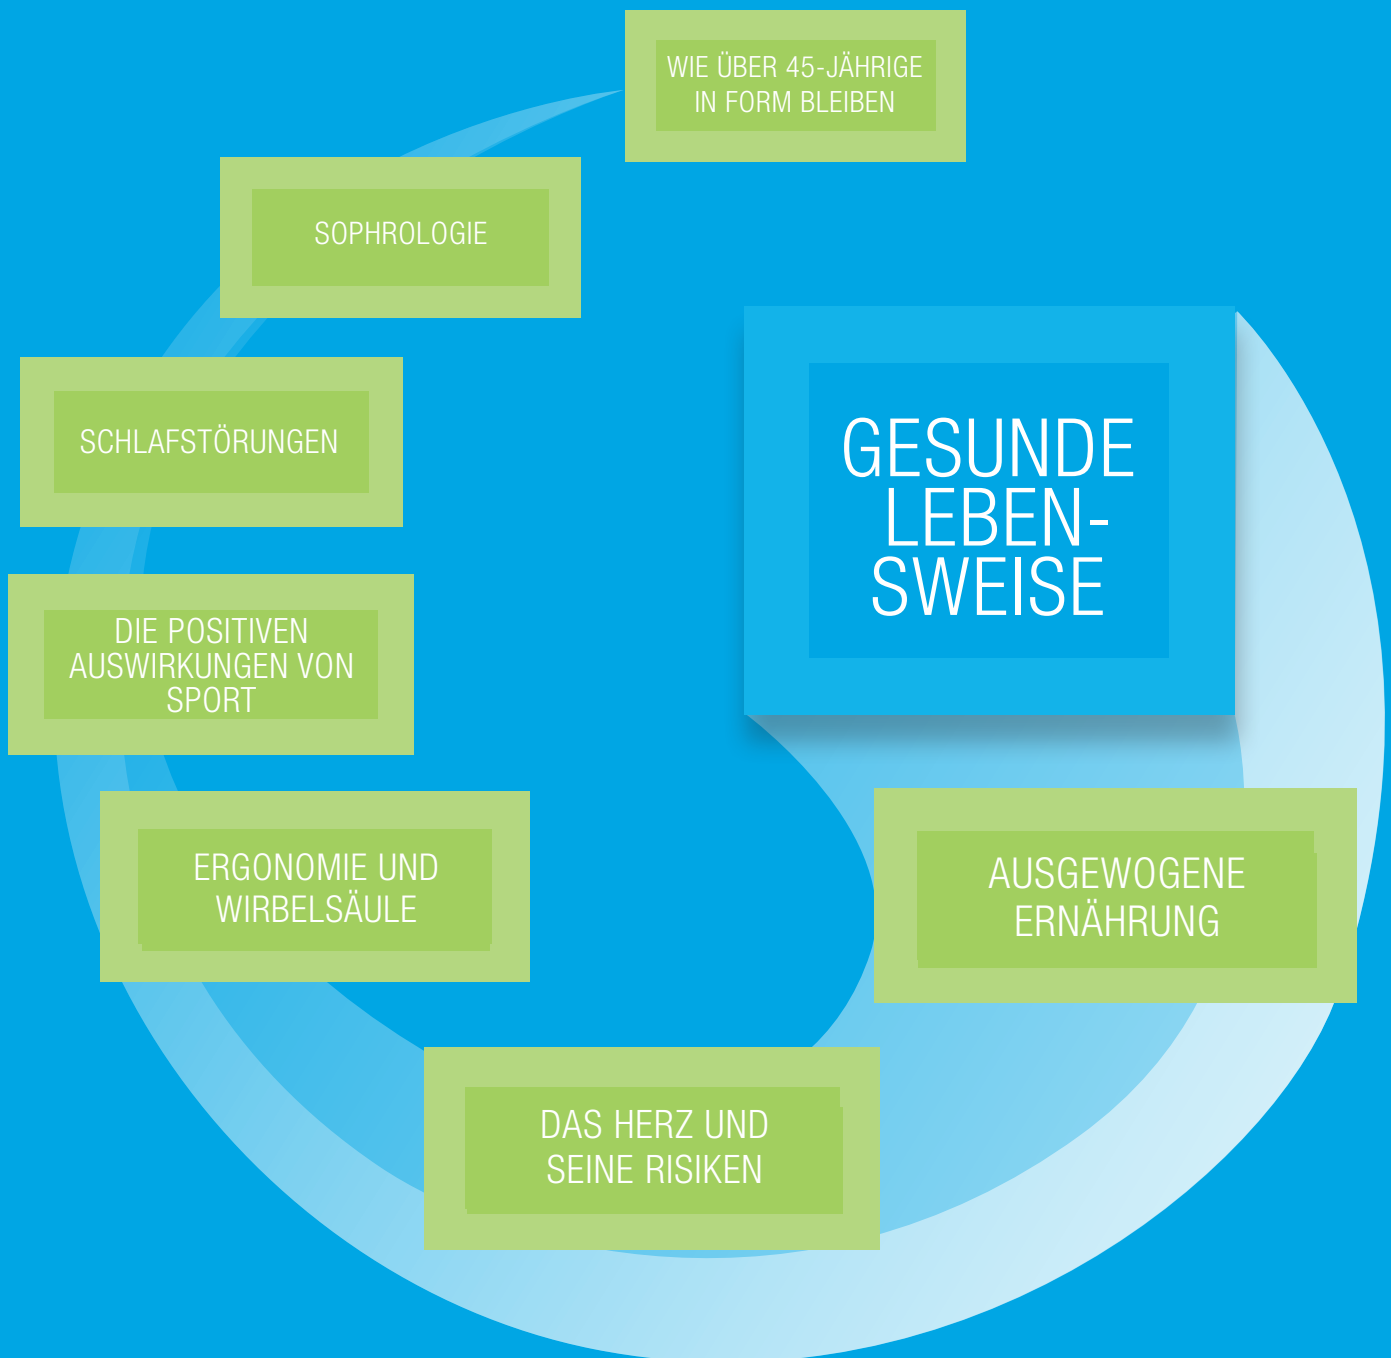 WIE ÜBER 45-JÄHRIGE
IN FORM BLEIBEN
SOPHROLOGIE
SCHLAFSTÖRUNGEN
DIE POSITIVEN
AUSWIRKUNGEN VON
SPORT
ERGONOMIE UND
WIRBELSÄULE
DAS HERZ UND
SEINE RISIKEN
AUSGEWOGENE
ERNÄHRUNG
GESUNDE
LEBEN-
SWEISE